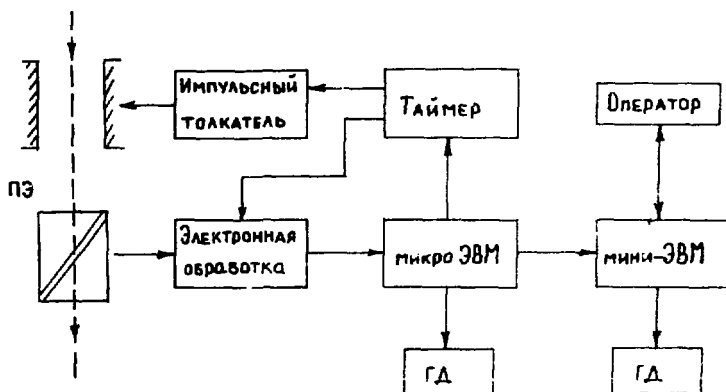 Импульсный
толкатель
Таймер
Оператор
ПЭ
Электронная
обработка
микро ЭВМ
мини-ЭВМ
ГД
ГД